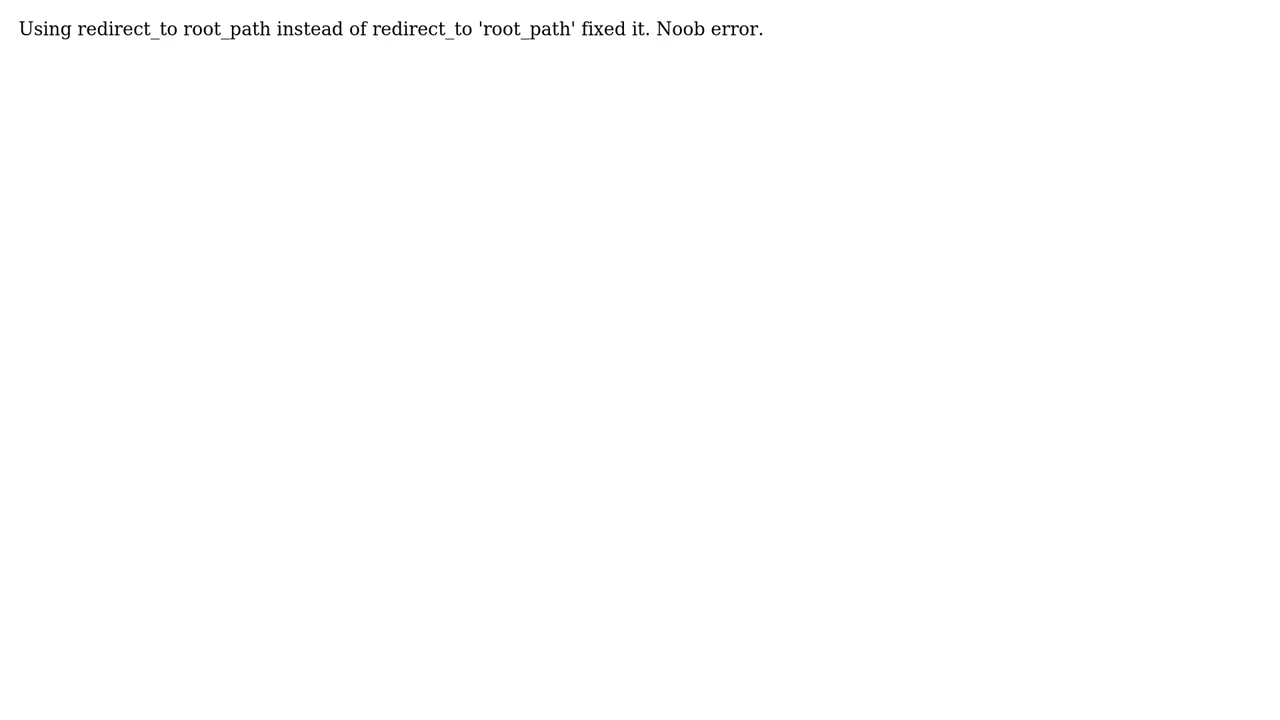 Using redirect_to root_path instead of redirect_to 'root_path' fixed it. Noob error.